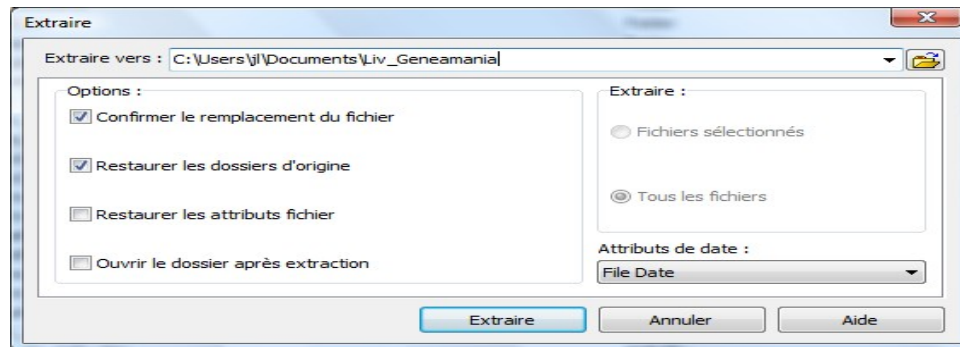 Extraire
Extraire vers : C:\Users\jl\Documents\Liv_Geneamania
Options :
Confirmer le remplacement du fichier
Restaurer les dossiers d'origine
Restaurer les attributs fichier
Ouvrir le dossier après extraction
Extraire :
Fichiers sélectionnés
Tous les fichiers
Attributs de date :
File Date
Extraire
Annuler
Aide